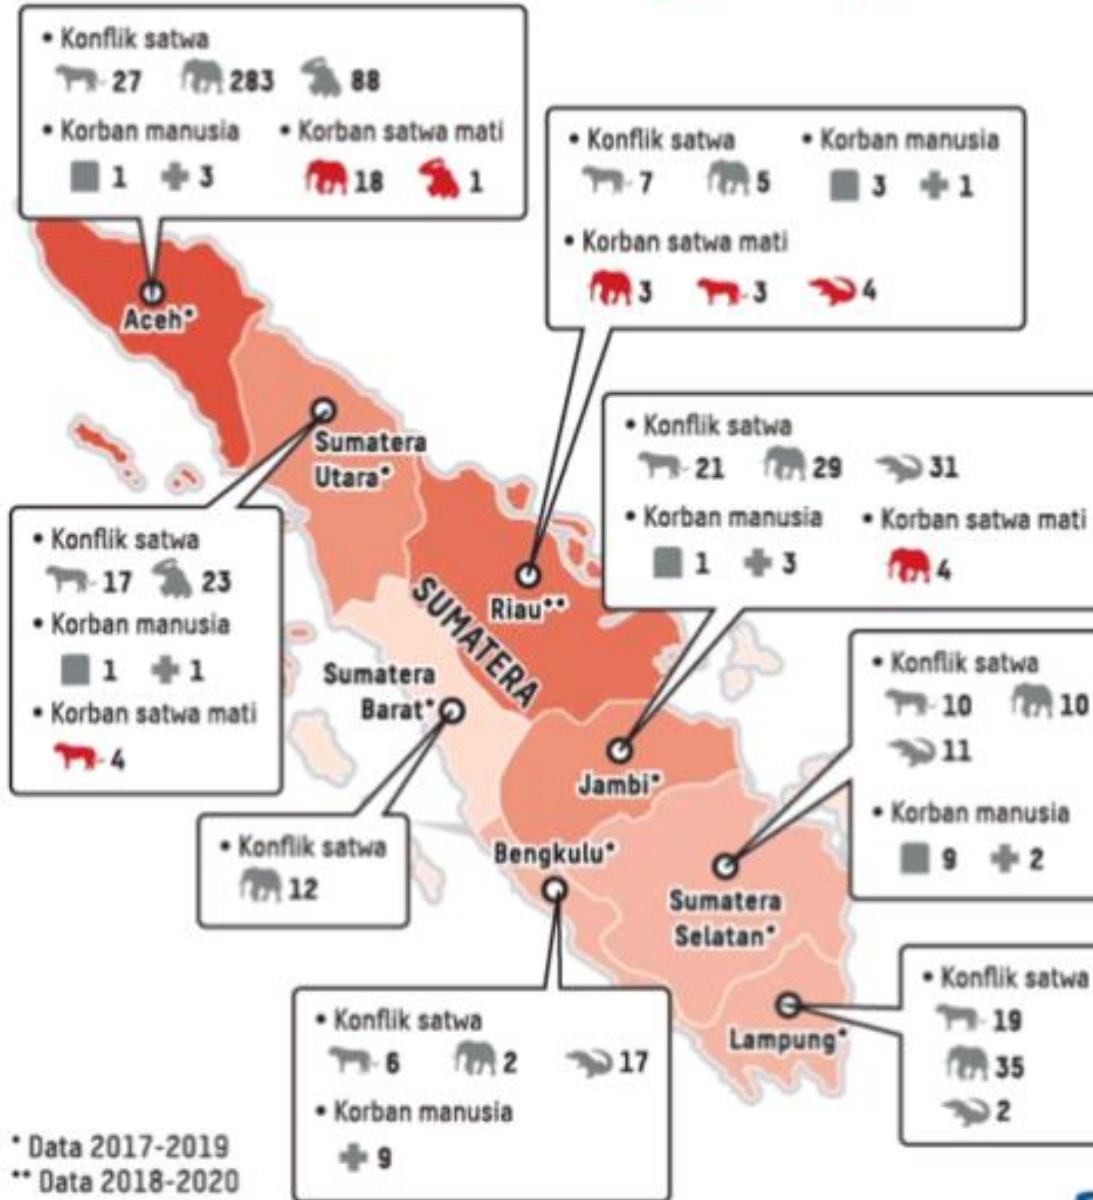 • Konflik satwa
27 283 88
• Korban manusia • Korban satwa mati
1 3 18 1
• Konflik satwa • Korban manusia
7 5 3 1
• Korban satwa mati
3 3 4
Aceh*
• Konflik satwa
21 29 31
• Korban manusia • Korban satwa mati
1 3 4
Sumatera
Utara*
• Konflik satwa
17 23
• Korban manusia
1 1
• Korban satwa mati
4
Riau**
SUMATERA
Sumatera
Barat*
• Konflik satwa
10 10
11
• Korban manusia
9 2
Jambi*
• Konflik satwa
12
Bengkulu*
Sumatera
Selatan*
• Konflik satwa
19
35
2
Lampung*
• Konflik satwa
6 2 17
• Korban manusia
9
* Data 2017-2019
** Data 2018-2020